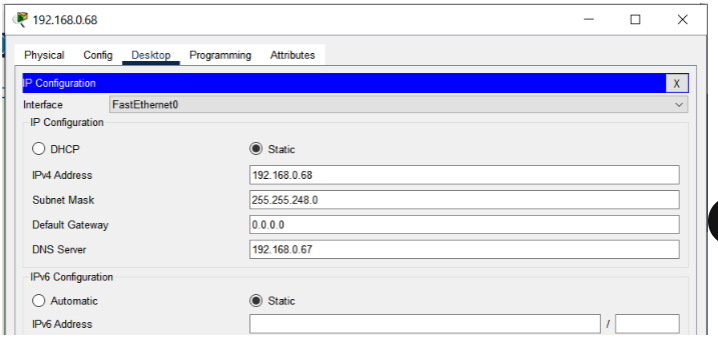 192.168.0.68
Physical Config Desktop Programming Attributes
IP Configuration X
Interface FastEthernet0
IP Configuration
DHCP Static
IPv4 Address 192.168.0.68
Subnet Mask 255.255.248.0
Default Gateway 0.0.0.0
DNS Server 192.168.0.67
IPv6 Configuration
Automatic Static
IPv6 Address /